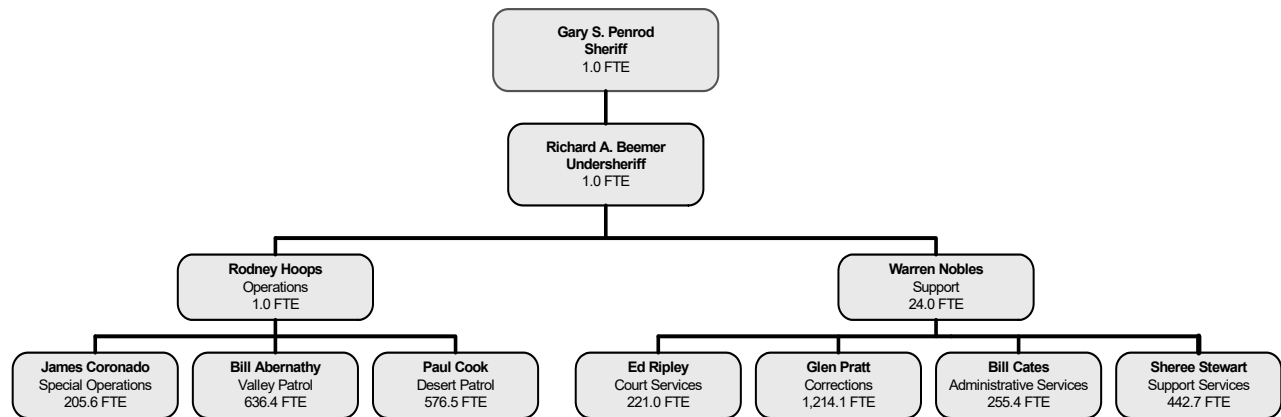 Gary S. Penrod
Sheriff
1.0 FTE
Richard A. Beemer
Undersheriff
1.0 FTE
Rodney Hoops
Operations
1.0 FTE
Warren Nobles
Support
24.0 FTE
James Coronado
Special Operations
205.6 FTE
Bill Abernathy
Valley Patrol
636.4 FTE
Paul Cook
Desert Patrol
576.5 FTE
Ed Ripley
Court Services
221.0 FTE
Glen Pratt
Corrections
1,214.1 FTE
Bill Cates
Administrative Services
255.4 FTE
Sheree Stewart
Support Services
442.7 FTE